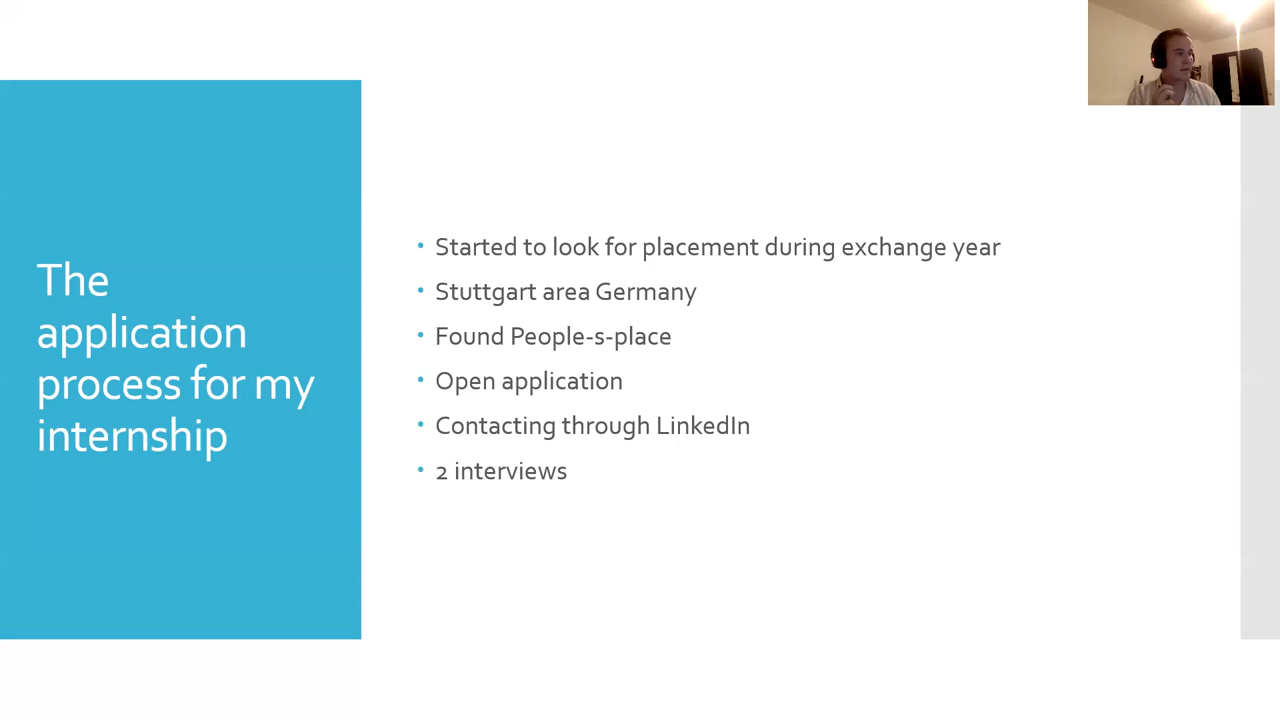 The
application
process for my
internship
• Started to look for placement during exchange year
• Stuttgart area Germany
• Found People-s-place
• Open application
• Contacting through LinkedIn
• 2 interviews